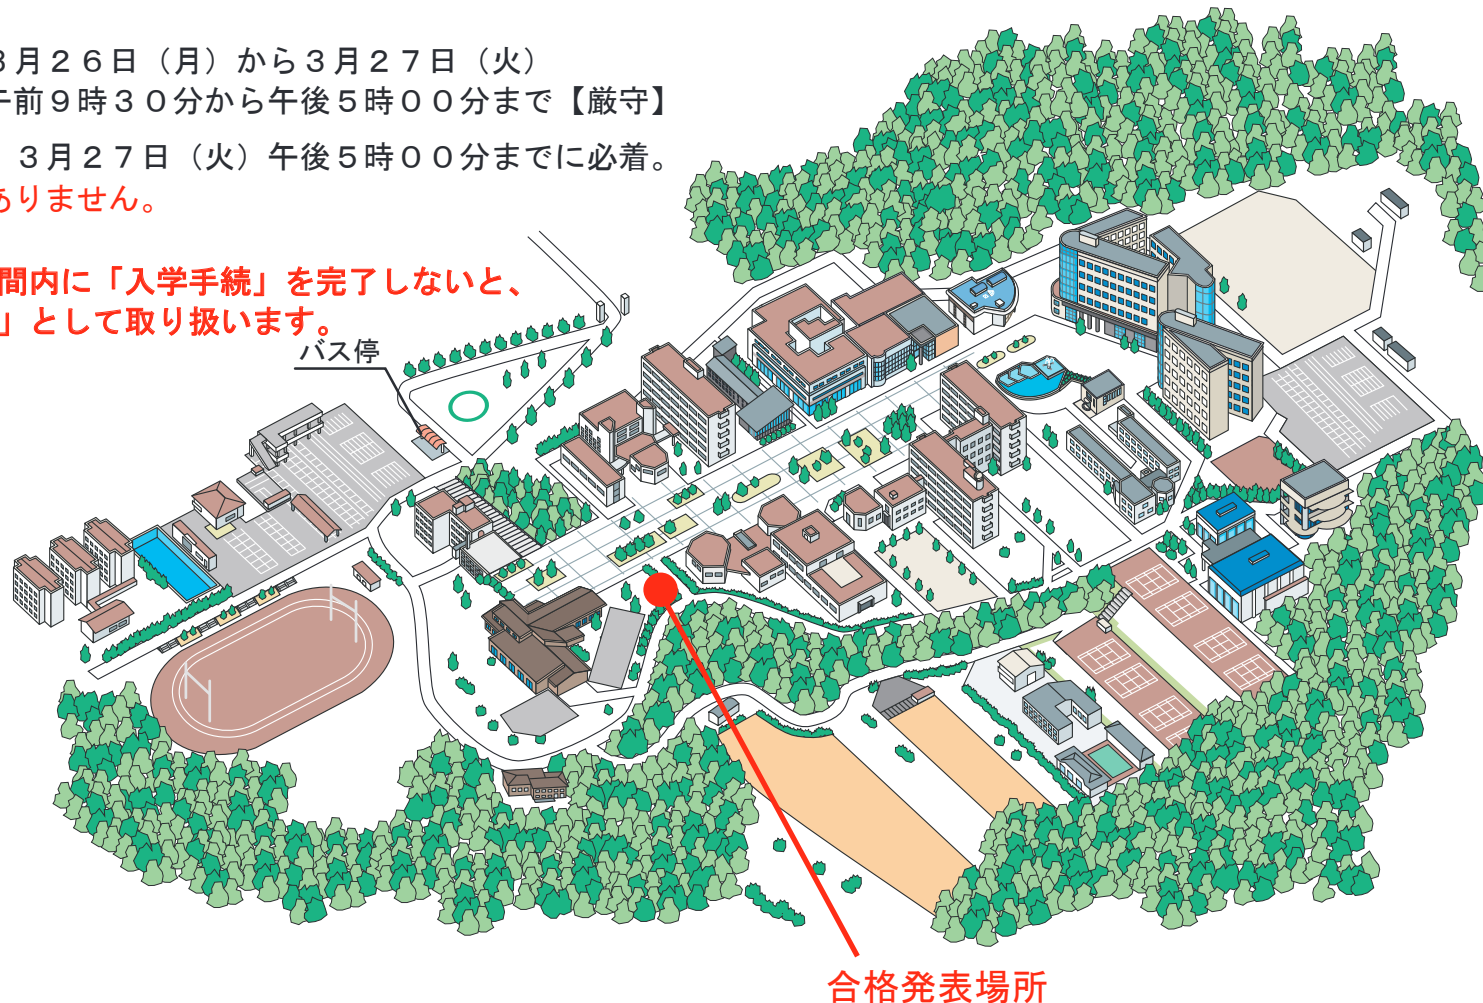 ３月２６日（月）から３月２７日（火）
午前９時３０分から午後５時００分まで【厳守】
３月２７日（火）午後５時００分までに必着。
ありません。
間内に「入学手続」を完了しないと、
」として取り扱います。
バス停
合格発表場所